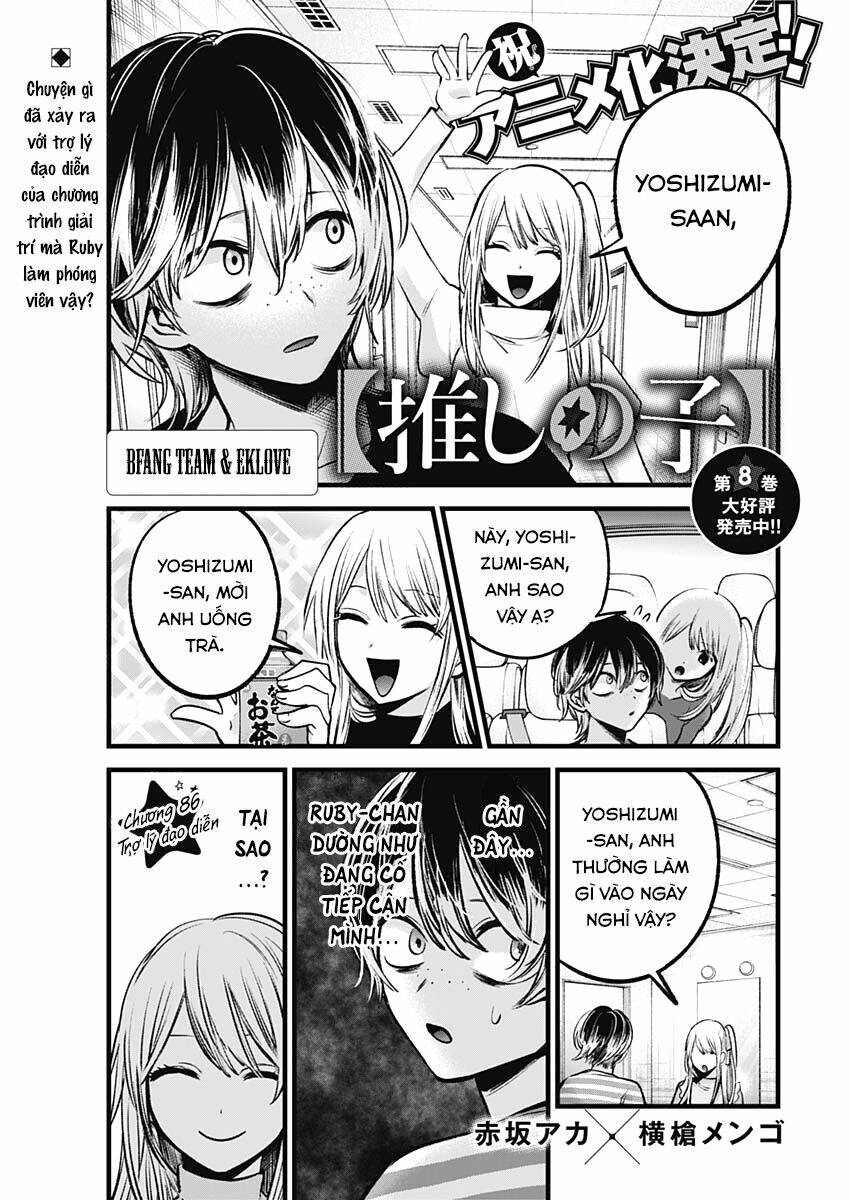 祝
アニメ化決定!!
Chuyện gì
đã xảy ra
với trợ lý
đạo diễn
của chương
trình giải
trí mà Ruby
làm phóng
viên vậy?
YOSHIZUMI-
SAAN,
【推しの子】
BFANG TEAM & EKLOVE
第8巻
大好評
発売中!!
NÀY, YOSHI-
ZUMI-SAN,
ANH SAO
VẬY Ạ?
YOSHIZUMI
-SAN, MỜI
ANH UỐNG
TRÀ.
お茶
YOSHIZUMI
-SAN, ANH
THƯỜNG LÀM
GÌ VÀO NGÀY
NGHỈ VẬY?
GẦN
ĐÂY...
RUBY-CHAN
DƯỜNG NHƯ
ĐANG CỐ
TIẾP CẬN
MÌNH!...
TẠI
SAO
...?
Chương 86
Trợ lý đạo diễn
赤坂アカ×横槍メンゴ